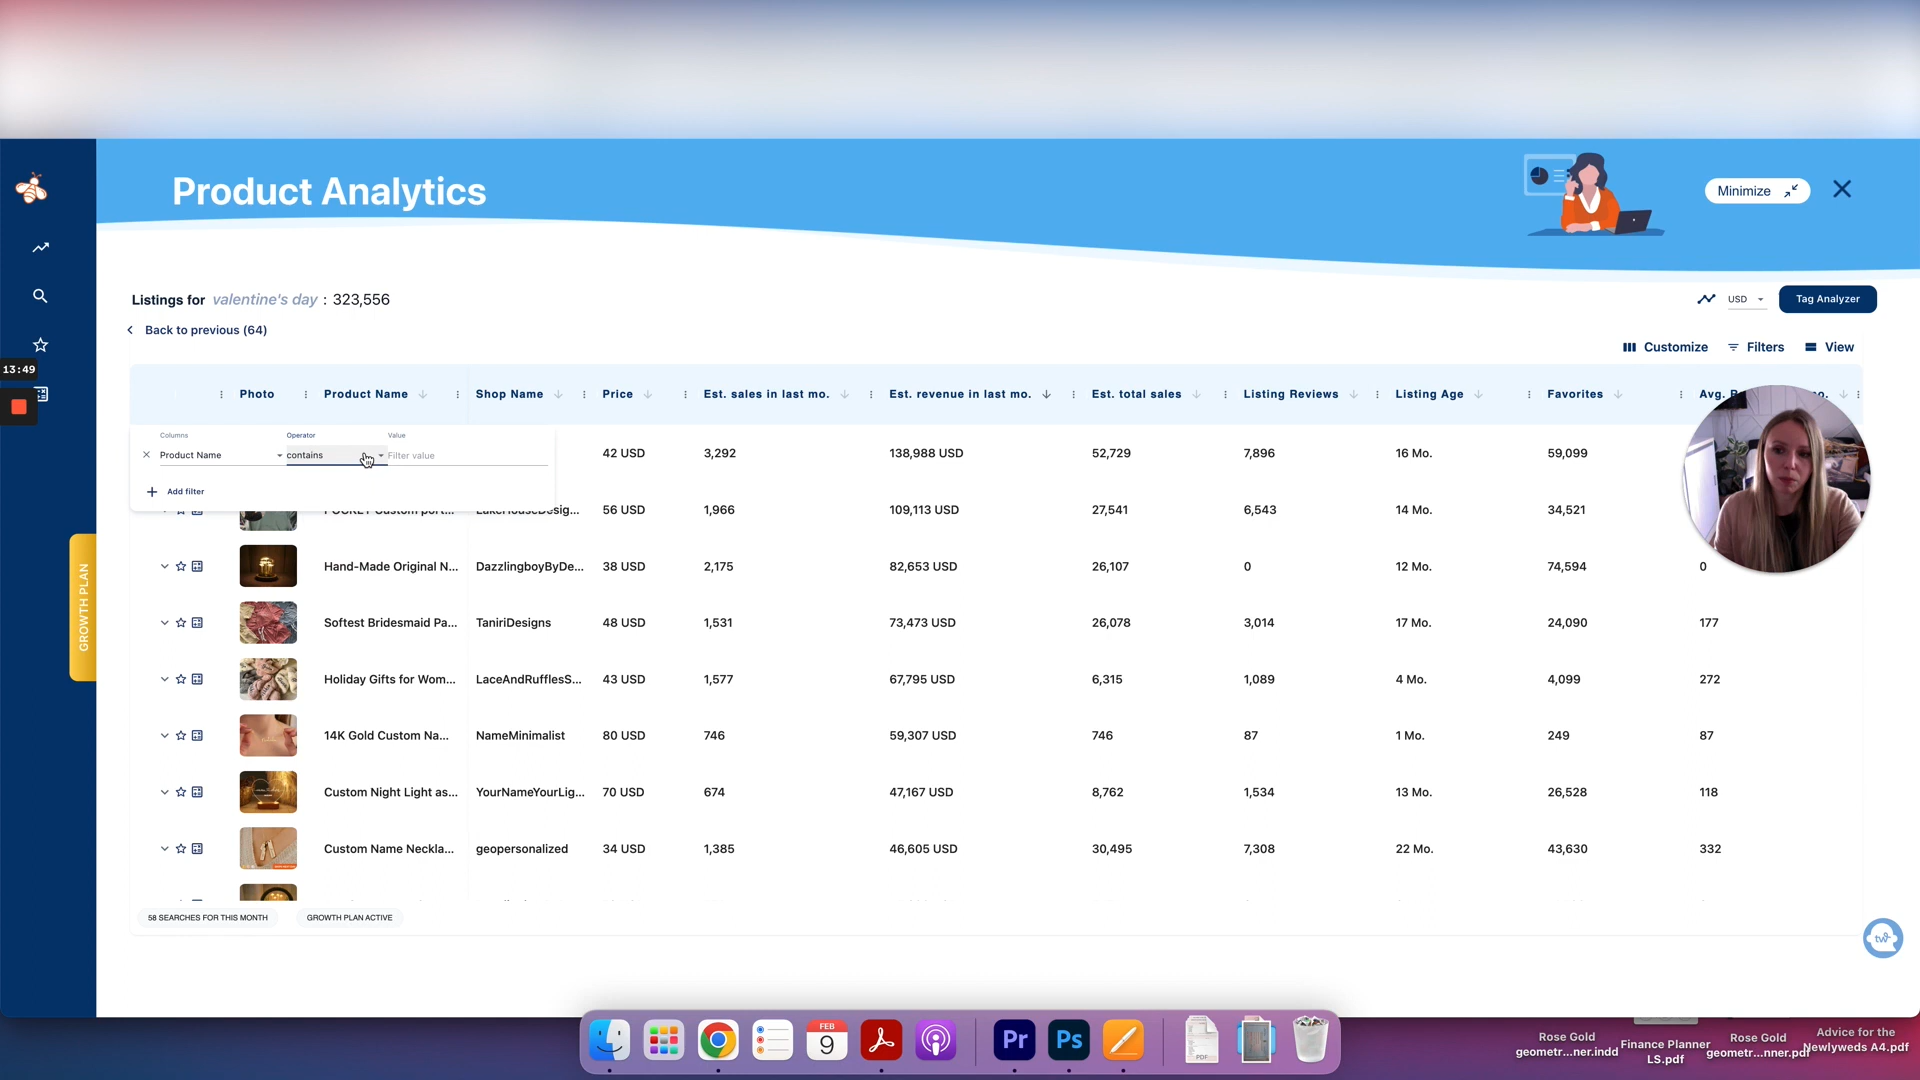 Product Analytics
Minimize
Listings for valentine's day : 323,556
USD
Tag Analyzer
Back to previous (64)
Customize
Filters
View
13:49
Photo
Product Name
Shop Name
Price
Est. sales in last mo.
Est. revenue in last mo.
Est. total sales
Listing Reviews
Listing Age
Favorites
Columns
Operator
Value
Product Name
contains
Filter value
Add filter
42 USD 3,292 138,988 USD 52,729 7,896 16 Mo. 59,099
56 USD 1,966 109,113 USD 27,541 6,543 14 Mo. 34,521
Hand-Made Original N... DazzlingboyByDe... 38 USD 2,175 82,653 USD 26,107 0 12 Mo. 74,594 0
Softest Bridesmaid Pa... TaniriDesigns 48 USD 1,531 73,473 USD 26,078 3,014 17 Mo. 24,090 177
Holiday Gifts for Wom... LaceAndRufflesS... 43 USD 1,577 67,795 USD 6,315 1,089 4 Mo. 4,099 272
14K Gold Custom Na... NameMinimalist 80 USD 746 59,307 USD 746 87 1 Mo. 249 87
Custom Night Light as... YourNameYourLig... 70 USD 674 47,167 USD 8,762 1,534 13 Mo. 26,528 118
Custom Name Neckla... geopersonalized 34 USD 1,385 46,605 USD 30,495 7,308 22 Mo. 43,630 332
GROWTH PLAN
58 SEARCHES FOR THIS MONTH
GROWTH PLAN ACTIVE
FEB
9
Pr
Ps
PDF
Rose Gold
geometr...ner.indd
Finance Planner
LS.pdf
Rose Gold
geometr...nner.pdf
Advice for the
Newlyweds A4.pdf